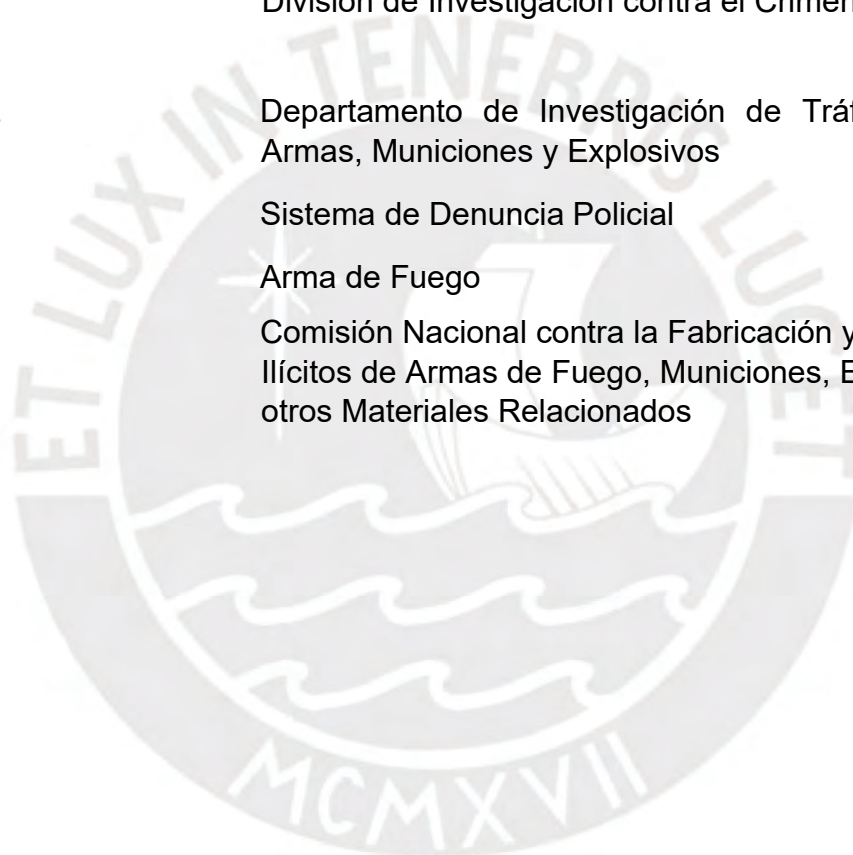 División de Investigación contra el Crimen
Departamento de Investigación de
Armas, Municiones y Explosivos
Sistema de Denuncia Policial
Arma de Fuego
Comisión Nacional contra la Fabricación y
Ilícitos de Armas de Fuego, Municiones,
otros Materiales Relacionados
ET LUX IN TENEBRIS LUCET
MCMXVII